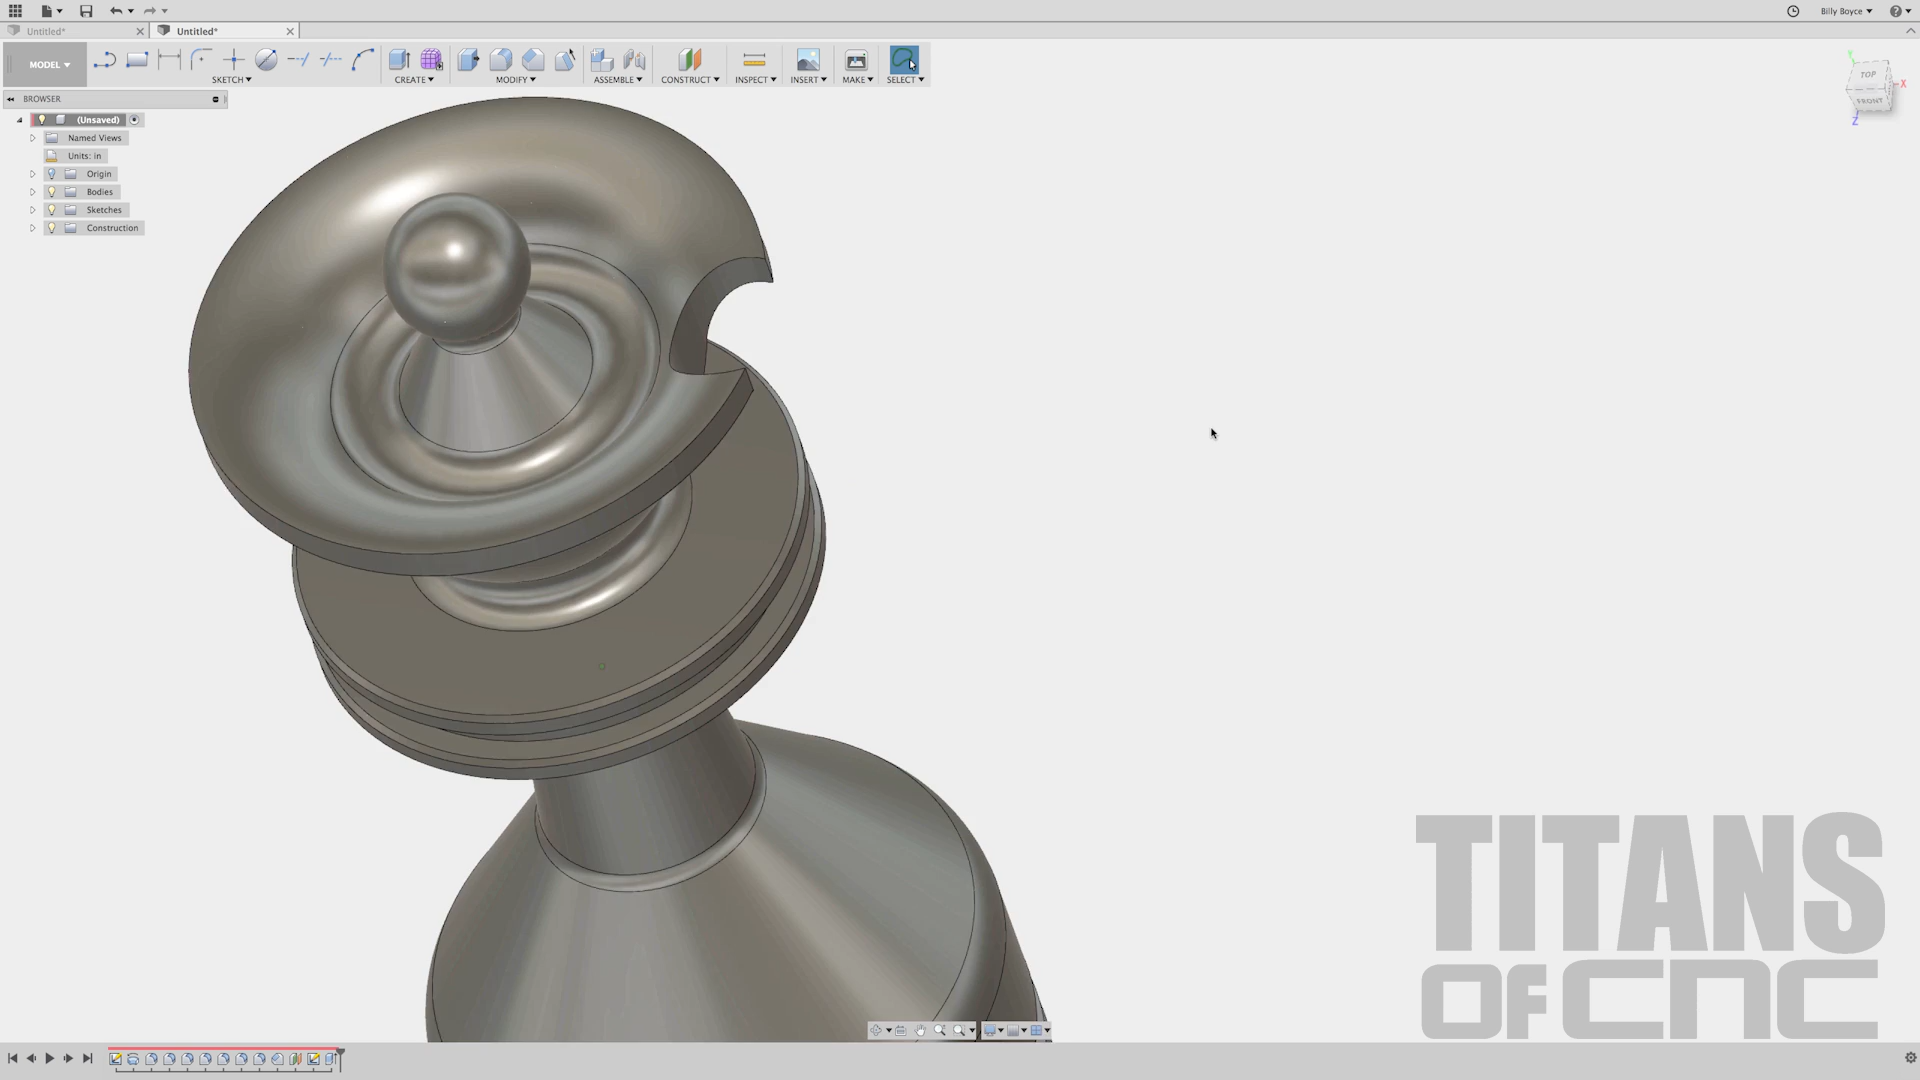 Billy Boyce
Untitled*
Untitled*
MODEL
SKETCH
CREATE
MODIFY
ASSEMBLE
CONSTRUCT
INSPECT
INSERT
MAKE
SELECT
BROWSER
(Unsaved)
Named Views
Units: in
Origin
Bodies
Sketches
Construction
Y
TOP
X
FRONT
Z
TITANS
OF CNC